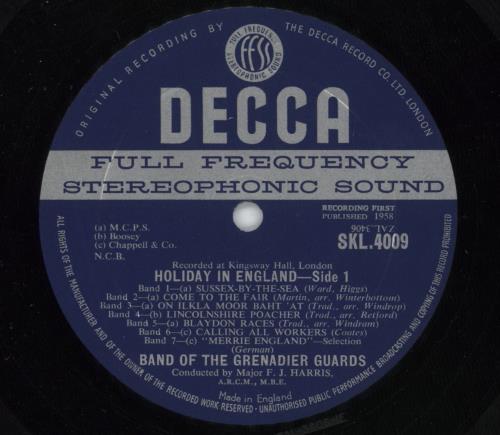 ORIGINAL RECORDING BY
THE DECCA RECORD CO. LTD. LONDON
FULL FREQUENCY
FFSS
STEREOPHONIC SOUND
DECCA
FULL FREQUENCY
STEREOPHONIC SOUND
RECORDING FIRST
PUBLISHED 1958
(a) M.C.P.S.
(b) Boosey
(c) Chappell & Co.
N.C.B.
ZAL-3406
SKL.4009
Recorded at Kingsway Hall, London
HOLIDAY IN ENGLAND—Side 1
Band 1—(a) SUSSEX-BY-THE-SEA (Ward, Higgs)
Band 2—(a) COME TO THE FAIR (Martin, arr. Winterbottom)
Band 3—(a) ON ILKLA MOOR BAHT 'AT (Trad., arr. Windrop)
Band 4—(b) LINCOLNSHIRE POACHER (Trad., arr. Retford)
Band 5—(a) BLAYDON RACES (Trad., arr. Windram)
Band 6—(c) CALLING ALL WORKERS (Coates)
Band 7—(c) "MERRIE ENGLAND"—Selection
(German)
BAND OF THE GRENADIER GUARDS
Conducted by Major F. J. HARRIS,
A.R.C.M., M.B.E.
Made in England
ALL RIGHTS OF THE MANUFACTURER AND OF THE OWNER OF THE RECORDED WORK RESERVED · UNAUTHORISED PUBLIC PERFORMANCE BROADCASTING AND COPYING OF THIS RECORD PROHIBITED